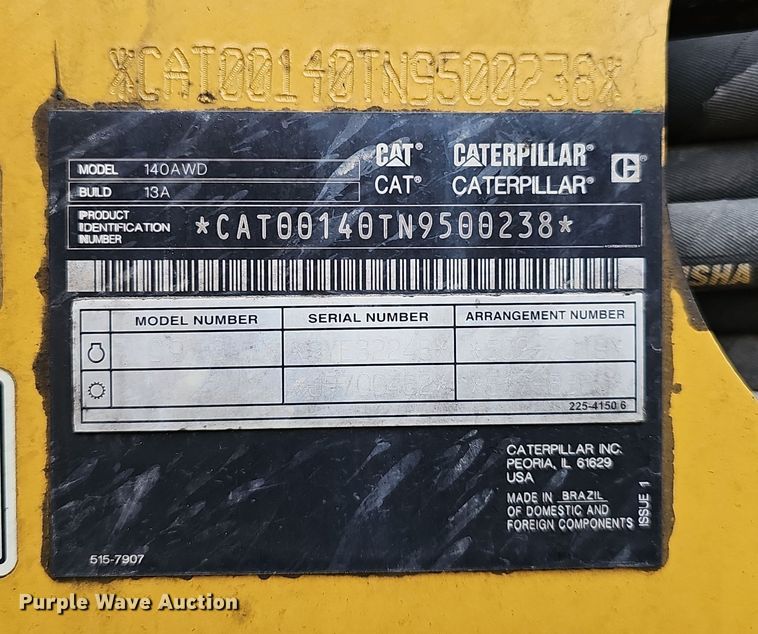 *CAT00140TN9500238*
MODEL 140AWD
BUILD 13A
CAT® CATERPILLAR®
CAT® CATERPILLAR®
C
PRODUCT
IDENTIFICATION
NUMBER
*CAT00140TN9500238*
MODEL NUMBER SERIAL NUMBER ARRANGEMENT NUMBER
225-4150 6
CATERPILLAR INC.
PEORIA, IL 61629
USA
MADE IN BRAZIL
OF DOMESTIC AND
FOREIGN COMPONENTS
ISSUE 1
515-7907
Purple Wave Auction